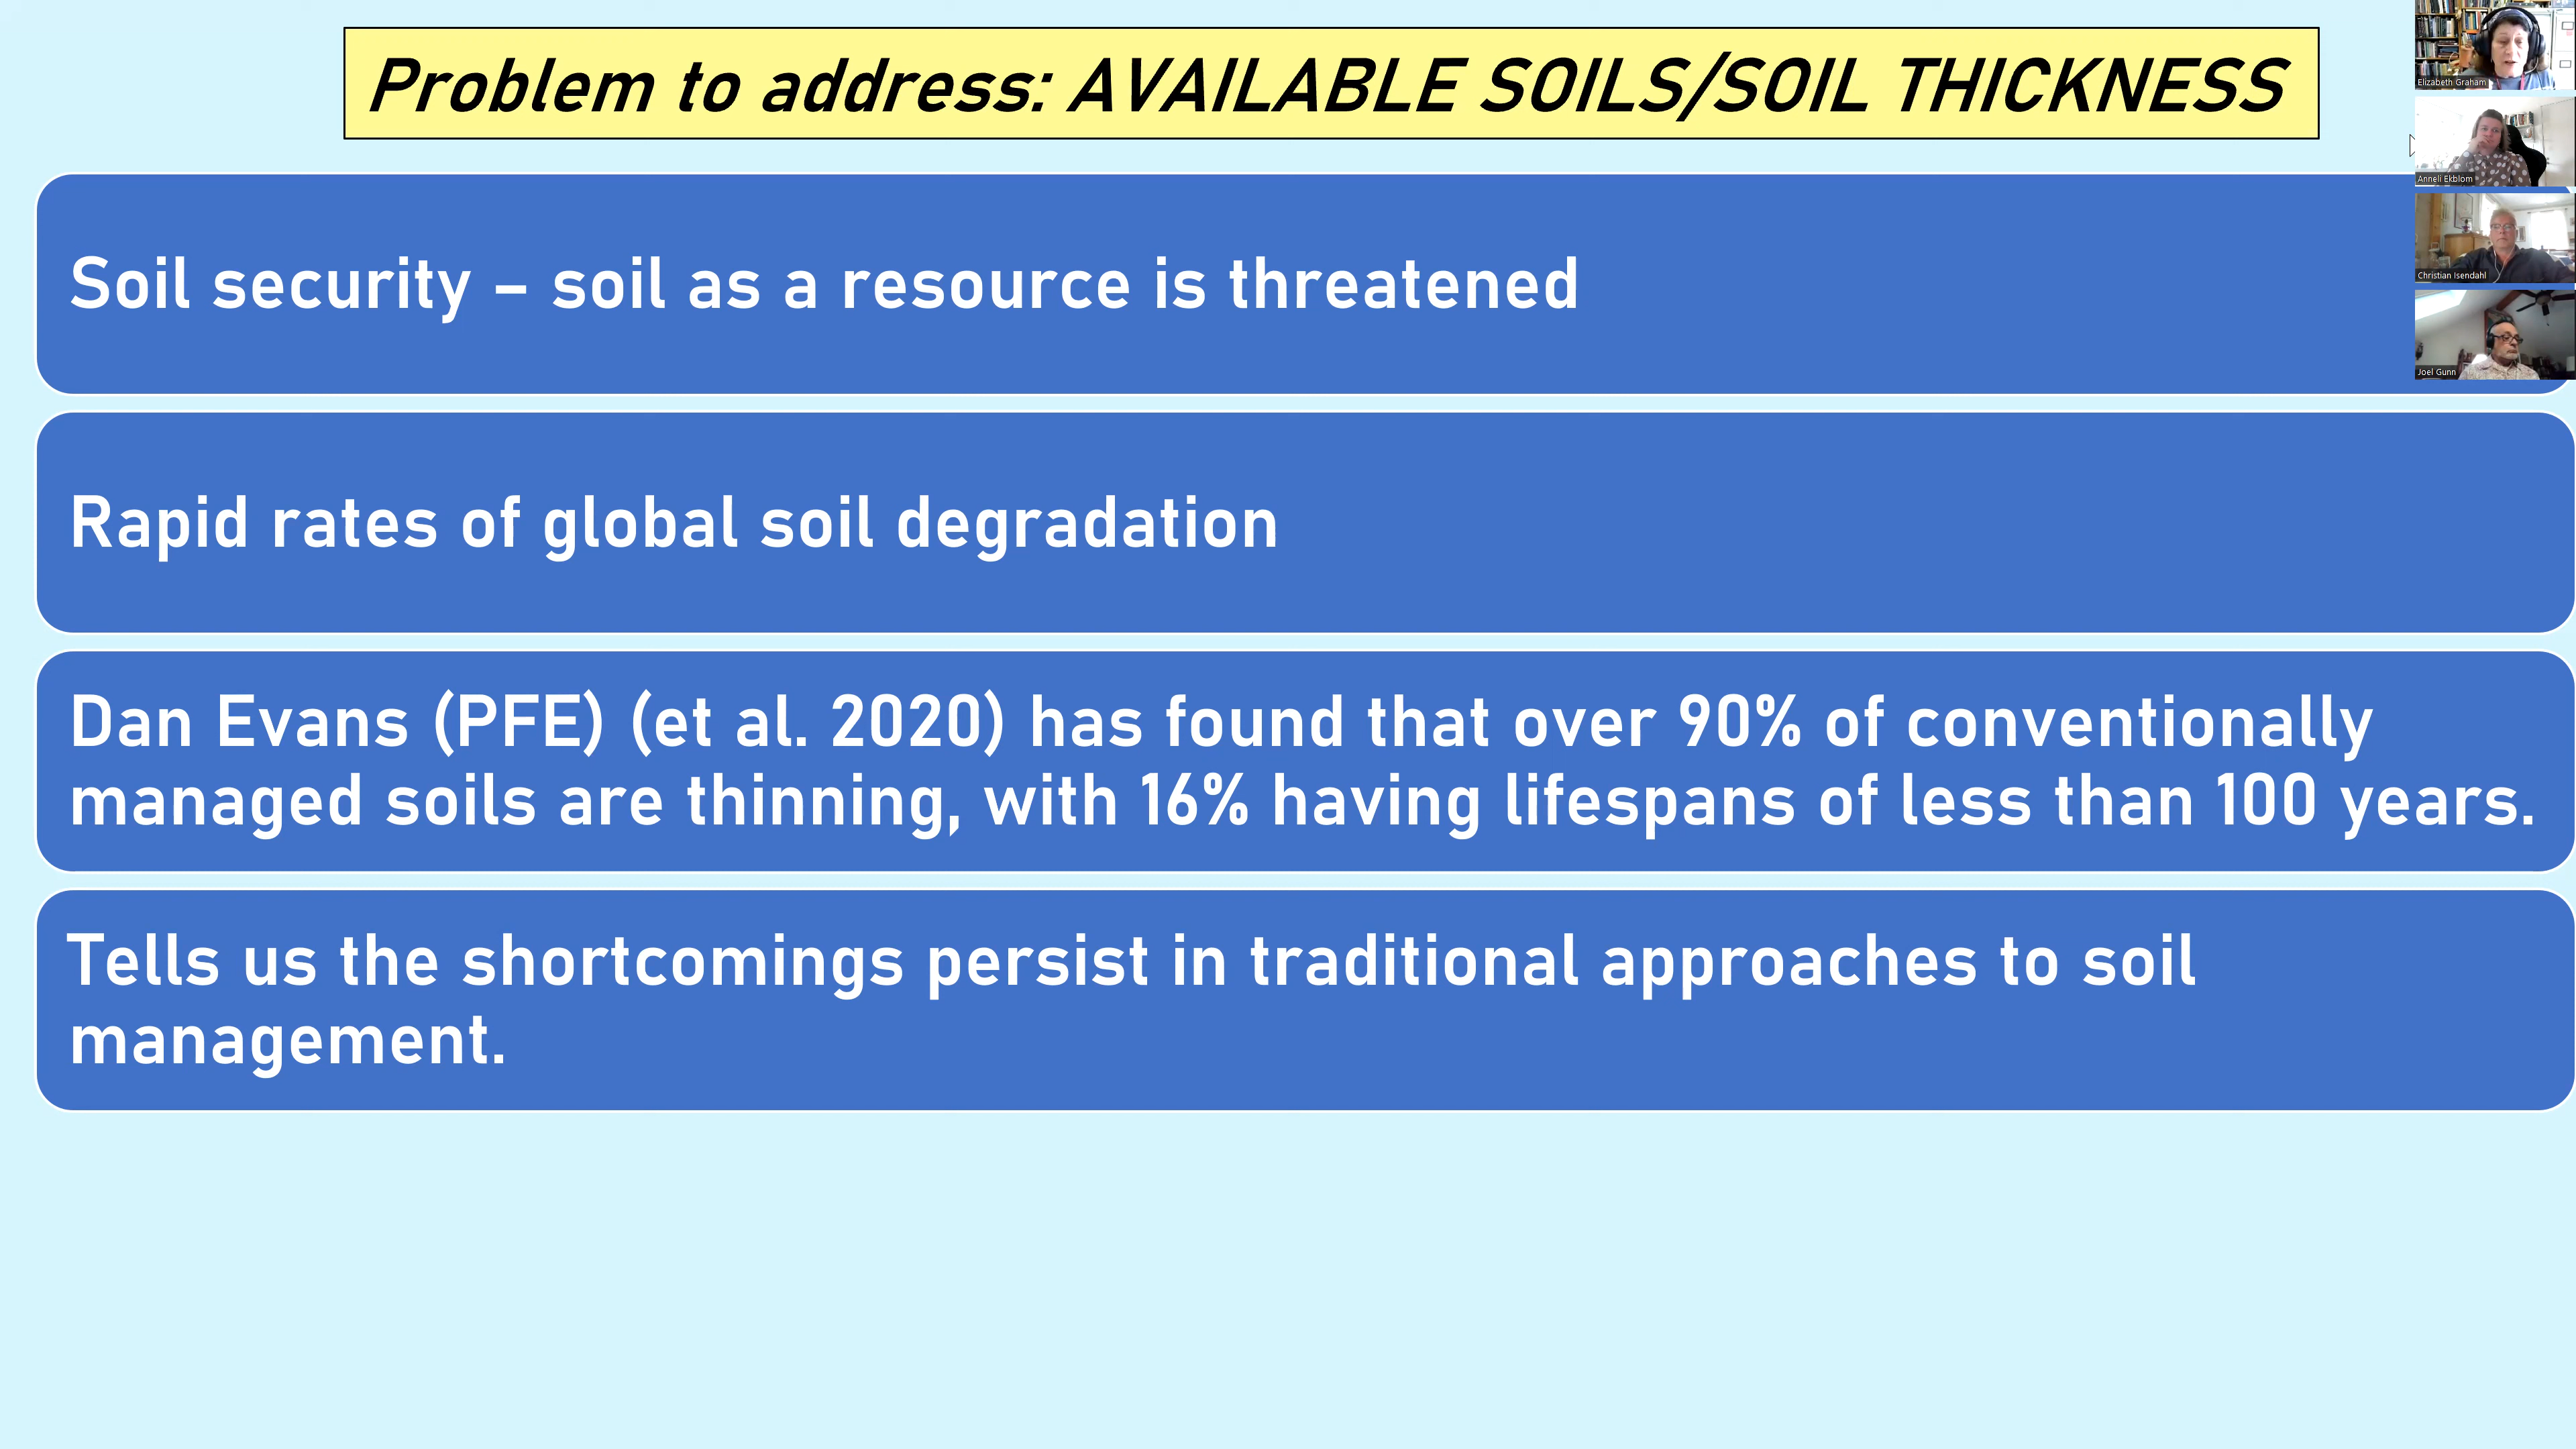 Problem to address: AVAILABLE SOILS/SOIL THICKNESS
Soil security – soil as a resource is threatened
Rapid rates of global soil degradation
Dan Evans (PFE) (et al. 2020) has found that over 90% of conventionally
managed soils are thinning, with 16% having lifespans of less than 100 years.
Tells us the shortcomings persist in traditional approaches to soil
management.
Elizabeth Graham
Anneli Ekblom
Christian Isendahl
Joel Gunn